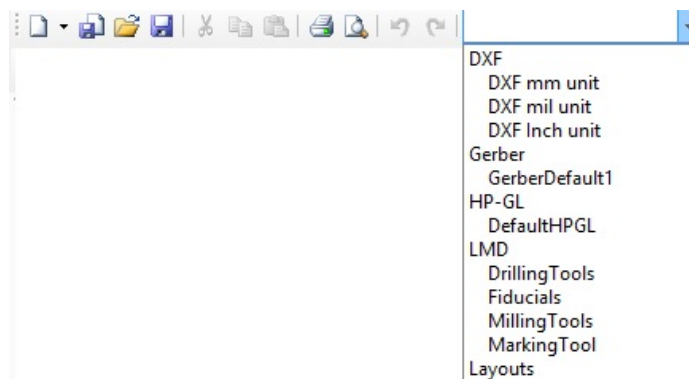 DXF
DXF mm unit
DXF mil unit
DXF Inch unit
Gerber
GerberDefault1
HP-GL
DefaultHPGL
LMD
DrillingTools
Fiducials
MillingTools
MarkingTool
Layouts